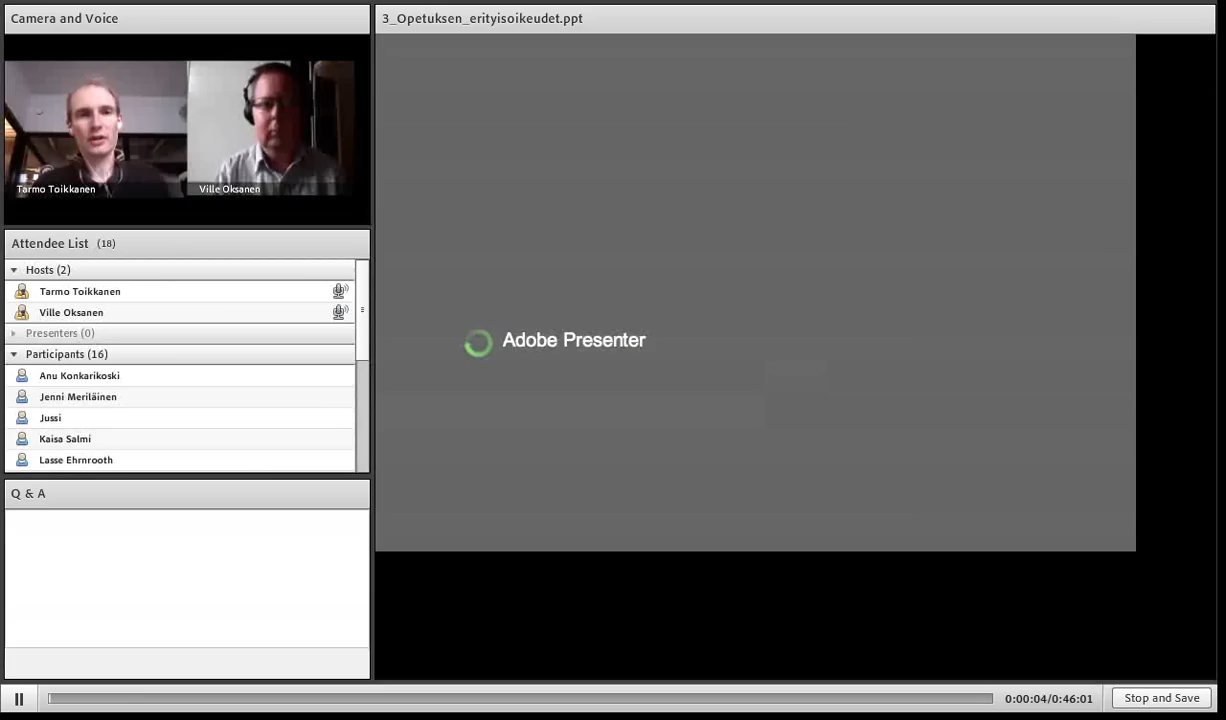 Camera and Voice
Tarmo Toikkanen
Ville Oksanen
Attendee List (18)
Hosts (2)
Tarmo Toikkanen
Ville Oksanen
Presenters (0)
Participants (16)
Anu Konkarikoski
Jenni Meriläinen
Jussi
Kaisa Salmi
Lasse Ehrnrooth
Q & A
3_Opetuksen_erityisoikeudet.ppt
Adobe Presenter
0:00:04/0:46:01
Stop and Save